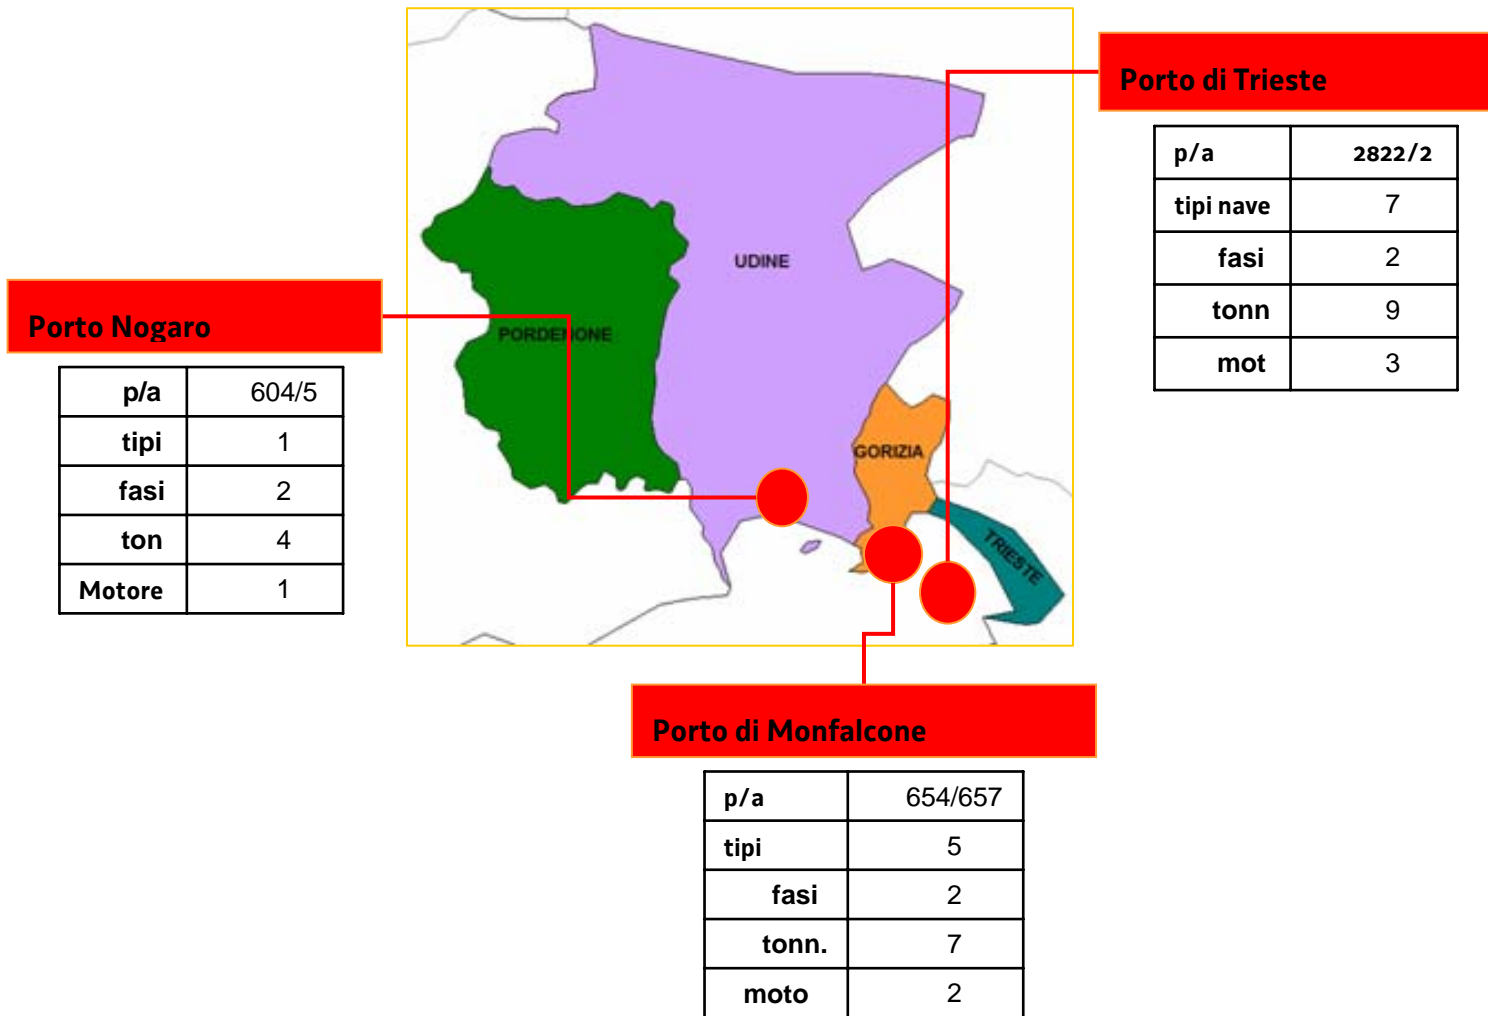 Porto di Trieste
p/a 2822/2
tipi nave 7
fasi 2
tonn 9
mot 3
UDINE
PORDENONE
GORIZIA
TRIESTE
Porto Nogaro
p/a 604/5
tipi 1
fasi 2
ton 4
Motore 1
Porto di Monfalcone
p/a 654/657
tipi 5
fasi 2
tonn. 7
moto 2